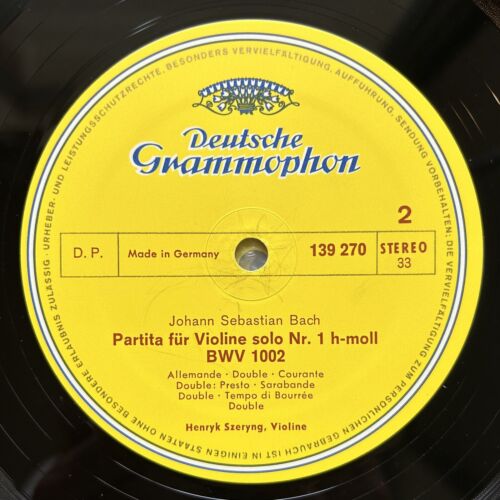 URHEBER- UND LEISTUNGSSCHUTZRECHTE, BESONDERS VERVIELFÄLTIGUNG, AUFFÜHRUNG, SENDUNG VORBEHALTEN; DIE VERVIELFÄLTIGUNG ZUM PERSÖNLICHEN GEBRAUCH IST IN EINIGEN STAATEN OHNE BESONDERE ERLAUBNIS ZULÄSSIG ·
Deutsche
Grammophon
2
D. P. Made in Germany 139 270 STEREO
33
Johann Sebastian Bach
Partita für Violine solo Nr. 1 h-moll
BWV 1002
Allemande · Double · Courante
Double: Presto · Sarabande
Double · Tempo di Bourrée
Double
Henryk Szeryng, Violine